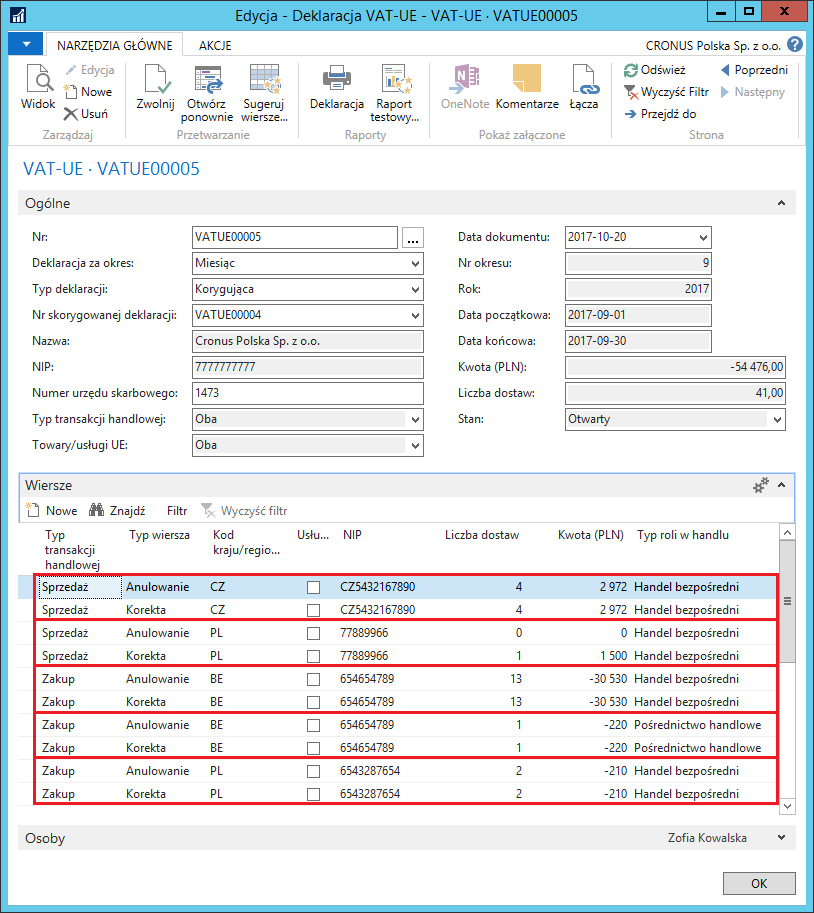 Edycja - Deklaracja VAT-UE - VAT-UE · VATUE00005
NARZĘDZIA GŁÓWNE AKCJE CRONUS Polska Sp. z o.o. ?
Widok
Edycja
Nowe
Usuń
Zarządzaj
Zwolnij
Otwórz ponownie
Sugeruj wiersze...
Przetwarzanie
Deklaracja
Raport testowy...
Raporty
OneNote
Komentarze
Łącza
Pokaż załączone
Odśwież
Wyczyść Filtr
Przejdź do
Poprzedni
Następny
Strona
VAT-UE · VATUE00005
Ogólne
Nr: VATUE00005 ...
Deklaracja za okres: Miesiąc
Typ deklaracji: Korygująca
Nr skorygowanej deklaracji: VATUE00004
Nazwa: Cronus Polska Sp. z o.o.
NIP: 7777777777
Numer urzędu skarbowego: 1473
Typ transakcji handlowej: Oba
Towary/usługi UE: Oba
Data dokumentu: 2017-10-20
Nr okresu: 9
Rok: 2017
Data początkowa: 2017-09-01
Data końcowa: 2017-09-30
Kwota (PLN): -54 476,00
Liczba dostaw: 41,00
Stan: Otwarty
Wiersze
Nowe Znajdź Filtr Wyczyść filtr
Typ transakcji handlowej Typ wiersza Kod kraju/regio... Usłu... NIP Liczba dostaw Kwota (PLN) Typ roli w handlu
Sprzedaż Anulowanie CZ CZ5432167890 4 2 972 Handel bezpośredni
Sprzedaż Korekta CZ CZ5432167890 4 2 972 Handel bezpośredni
Sprzedaż Anulowanie PL 77889966 0 0 Handel bezpośredni
Sprzedaż Korekta PL 77889966 1 1 500 Handel bezpośredni
Zakup Anulowanie BE 654654789 13 -30 530 Handel bezpośredni
Zakup Korekta BE 654654789 13 -30 530 Handel bezpośredni
Zakup Anulowanie BE 654654789 1 -220 Pośrednictwo handlowe
Zakup Korekta BE 654654789 1 -220 Pośrednictwo handlowe
Zakup Anulowanie PL 6543287654 2 -210 Handel bezpośredni
Zakup Korekta PL 6543287654 2 -210 Handel bezpośredni
Osoby Zofia Kowalska
OK